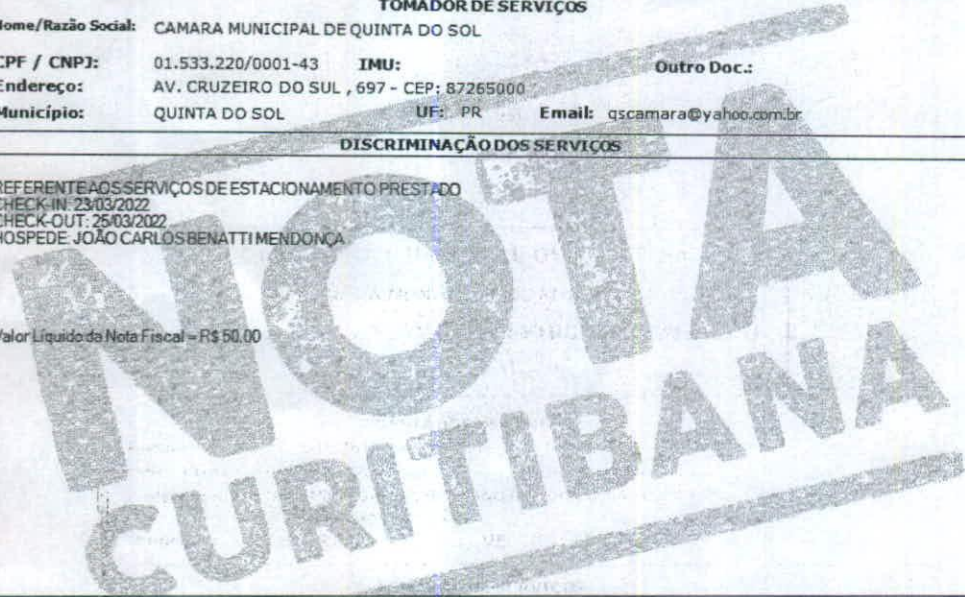 TOMADOR DE SERVIÇOS
Nome/Razão Social: CAMARA MUNICIPAL DE QUINTA DO SOL
CPF / CNPJ: 01.533.220/0001-43 IMU: Outro Doc.:
Endereço: AV. CRUZEIRO DO SUL , 697 - CEP: 87265000
Município: QUINTA DO SOL UF: PR Email: qscamara@yahoo.com.br
DISCRIMINAÇÃO DOS SERVIÇOS
REFERENTE AOS SERVIÇOS DE ESTACIONAMENTO PRESTADO
CHECK-IN: 23/03/2022
CHECK-OUT: 25/03/2022
HOSPEDE: JOÃO CARLOS BENATTI MENDONÇA
Valor Líquido da Nota Fiscal = R$ 50,00
NOTA
CURITIBANA